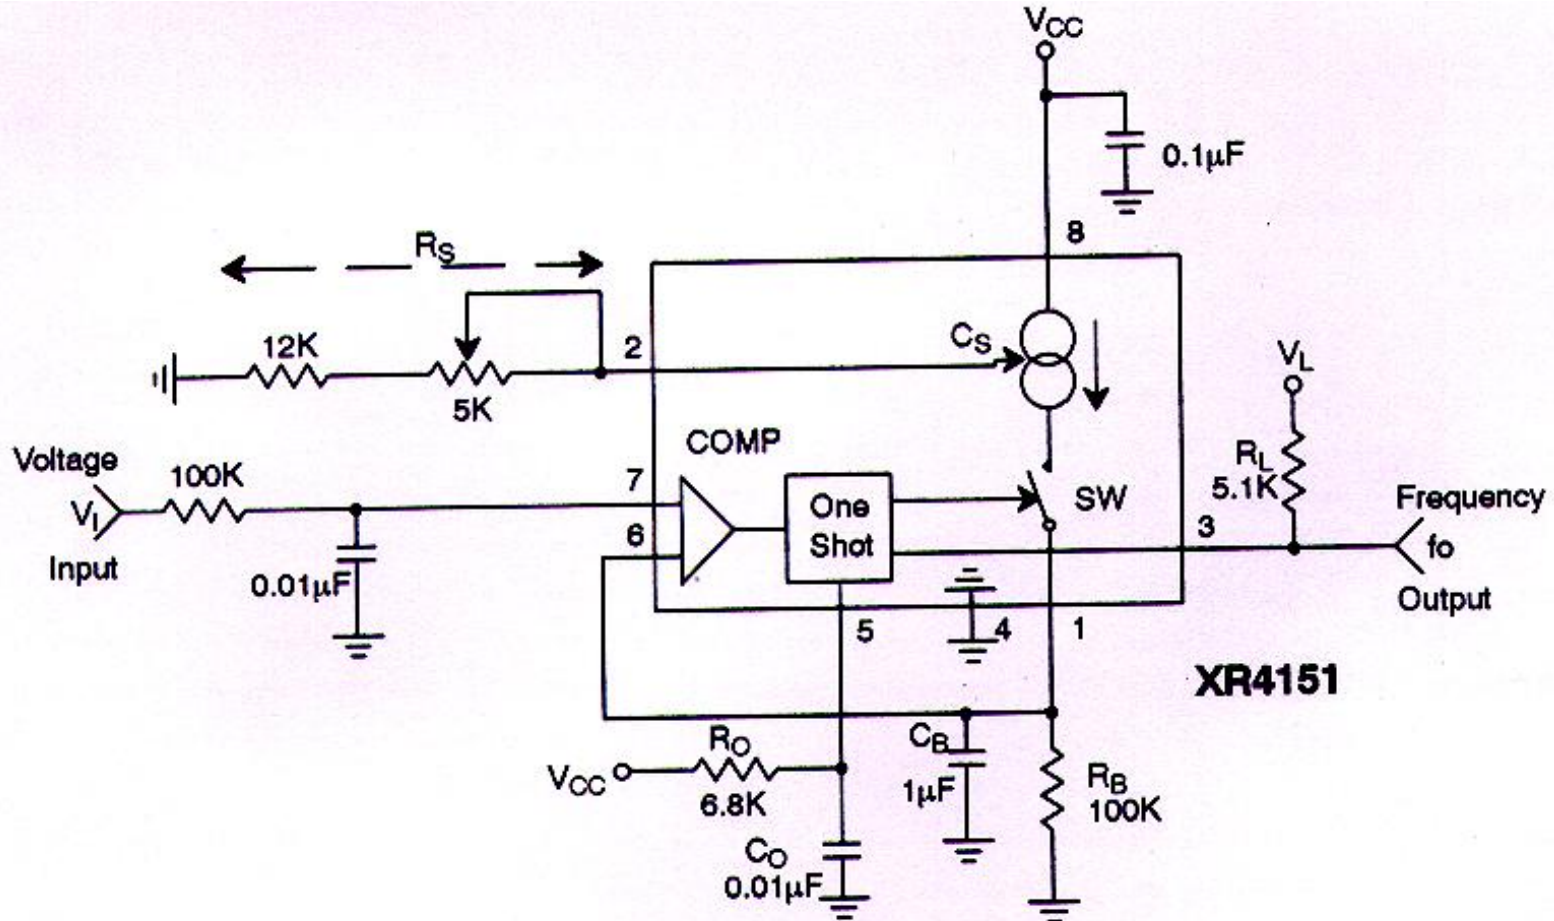 VCC
0.1µF
8
RS
12K
5K
2
CS
VL
COMP
Voltage
VI
Input
100K
7
6
One
Shot
SW
RL
5.1K
3
Frequency
fo
Output
0.01µF
5
4
1
XR4151
VCC
RO
6.8K
CB
1µF
RB
100K
CO
0.01µF